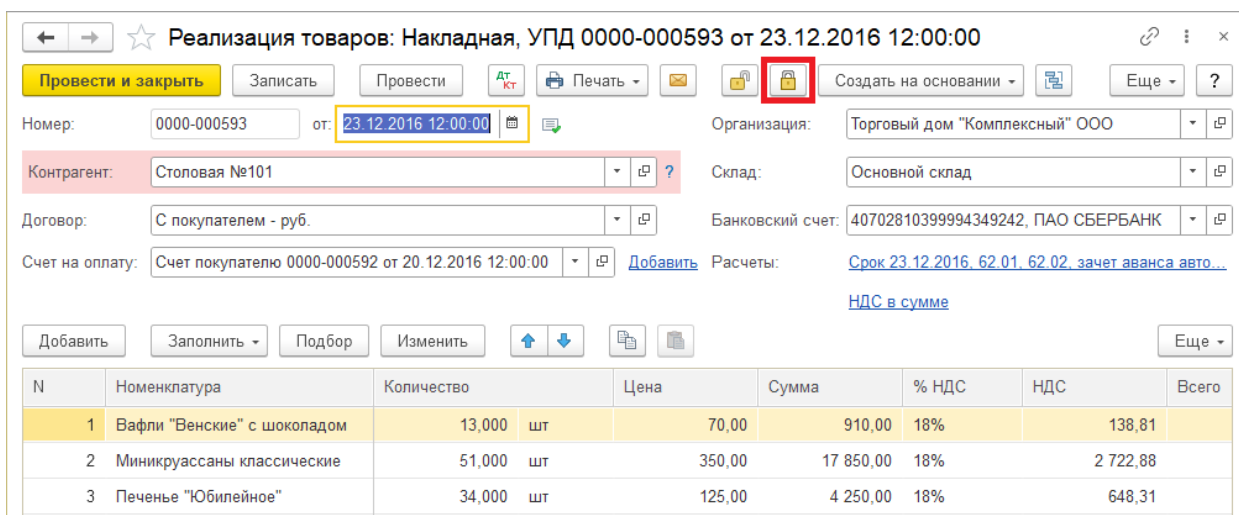 Реализация товаров: Накладная, УПД 0000-000593 от 23.12.2016 12:00:00
Провести и закрыть Записать Провести Дт Кт Печать Создать на основании Еще ?
Номер: 0000-000593 от: 23.12.2016 12:00:00 Организация: Торговый дом "Комплексный" ООО
Контрагент: Столовая №101 ? Склад: Основной склад
Договор: С покупателем - руб. Банковский счет: 40702810399994349242, ПАО СБЕРБАНК
Счет на оплату: Счет покупателю 0000-000592 от 20.12.2016 12:00:00 Добавить Расчеты: Срок 23.12.2016, 62.01, 62.02, зачет аванса авто...
НДС в сумме
Добавить Заполнить Подбор Изменить Еще
N Номенклатура Количество Цена Сумма % НДС НДС Всего
1 Вафли "Венские" с шоколадом 13,000 шт 70,00 910,00 18% 138,81
2 Миникруассаны классические 51,000 шт 350,00 17 850,00 18% 2 722,88
3 Печенье "Юбилейное" 34,000 шт 125,00 4 250,00 18% 648,31